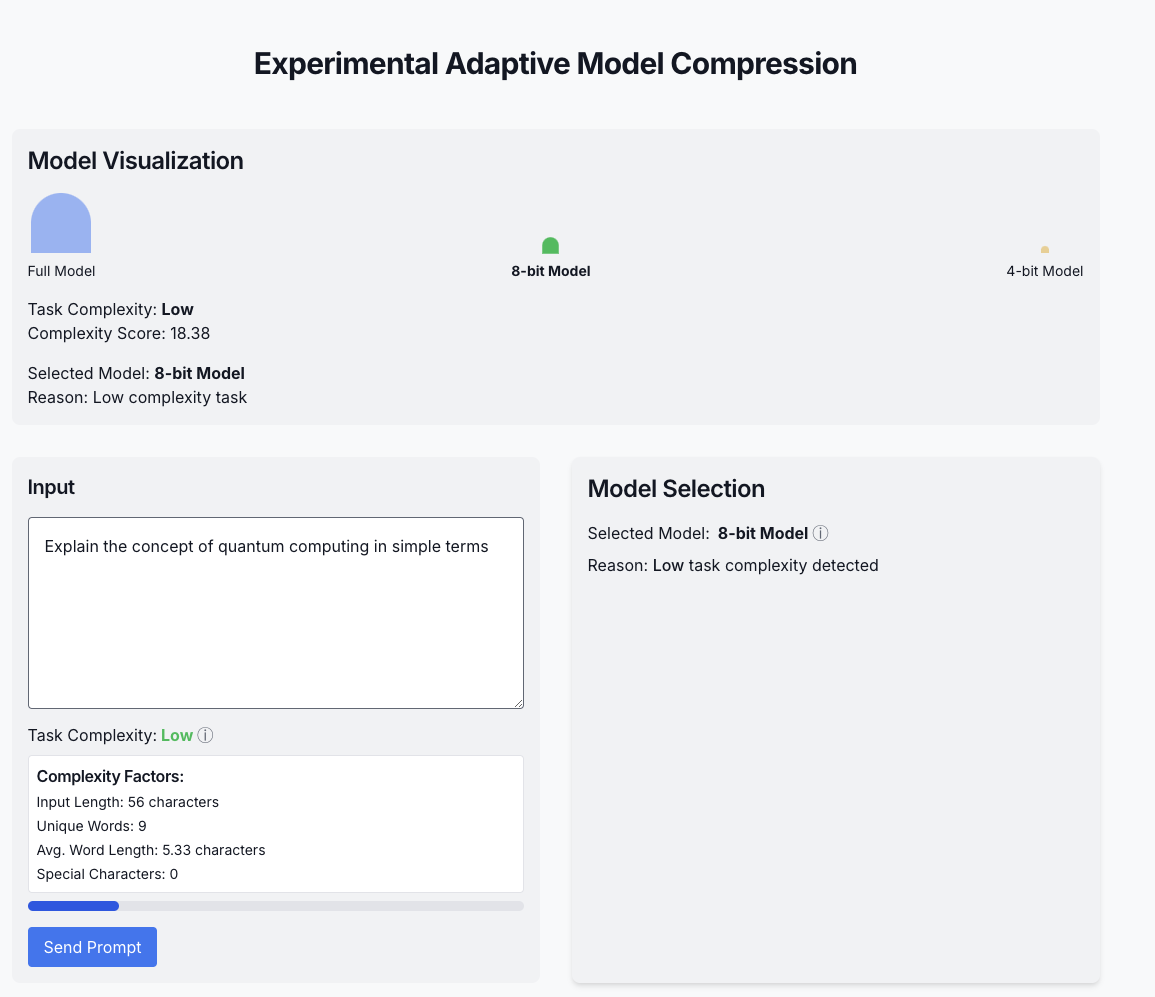 Experimental Adaptive Model Compression
Model Visualization
Full Model
8-bit Model
4-bit Model
Task Complexity: Low
Complexity Score: 18.38
Selected Model: 8-bit Model
Reason: Low complexity task
Input
Explain the concept of quantum computing in simple terms
Task Complexity: Low ⓘ
Complexity Factors:
Input Length: 56 characters
Unique Words: 9
Avg. Word Length: 5.33 characters
Special Characters: 0
Send Prompt
Model Selection
Selected Model: 8-bit Model ⓘ
Reason: Low task complexity detected